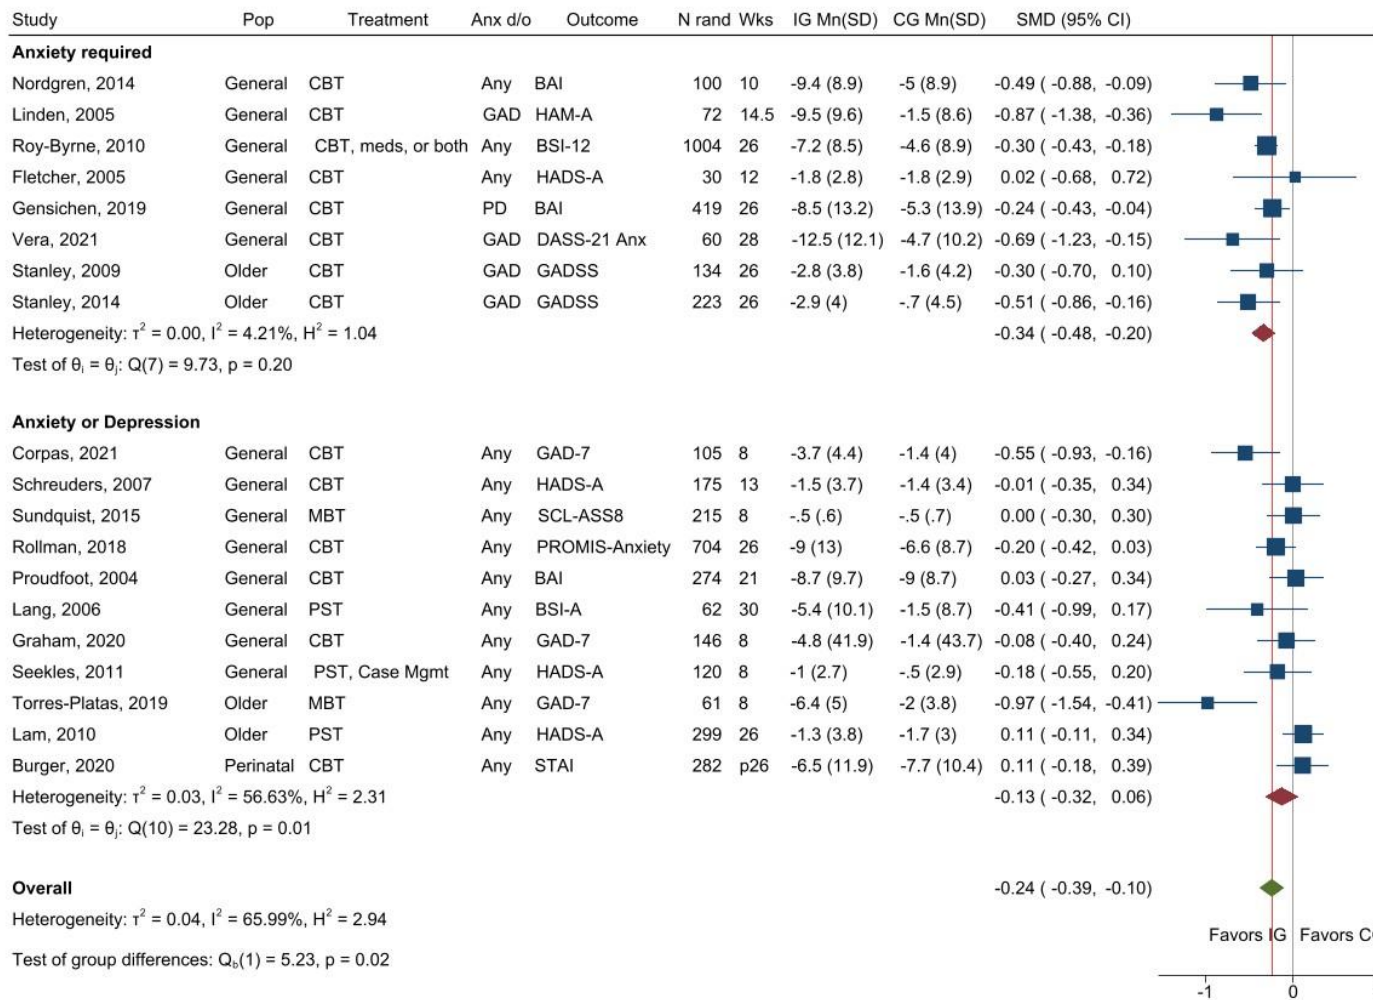 Study Pop Treatment Anx d/o Outcome N rand Wks IG Mn(SD) CG Mn(SD) SMD (95% CI)
Anxiety required
Nordgren, 2014 General CBT Any BAI 100 10 -9.4 (8.9) -5 (8.9) -0.49 ( -0.88, -0.09)
Linden, 2005 General CBT GAD HAM-A 72 14.5 -9.5 (9.6) -1.5 (8.6) -0.87 ( -1.38, -0.36)
Roy-Byrne, 2010 General CBT, meds, or both Any BSI-12 1004 26 -7.2 (8.5) -4.6 (8.9) -0.30 ( -0.43, -0.18)
Fletcher, 2005 General CBT Any HADS-A 30 12 -1.8 (2.8) -1.8 (2.9) 0.02 ( -0.68, 0.72)
Gensichen, 2019 General CBT PD BAI 419 26 -8.5 (13.2) -5.3 (13.9) -0.24 ( -0.43, -0.04)
Vera, 2021 General CBT GAD DASS-21 Anx 60 28 -12.5 (12.1) -4.7 (10.2) -0.69 ( -1.23, -0.15)
Stanley, 2009 Older CBT GAD GADSS 134 26 -2.8 (3.8) -1.6 (4.2) -0.30 ( -0.70, 0.10)
Stanley, 2014 Older CBT GAD GADSS 223 26 -2.9 (4) -.7 (4.5) -0.51 ( -0.86, -0.16)
Heterogeneity: τ² = 0.00, I² = 4.21%, H² = 1.04 -0.34 ( -0.48, -0.20)
Test of θᵢ = θⱼ: Q(7) = 9.73, p = 0.20
Anxiety or Depression
Corpas, 2021 General CBT Any GAD-7 105 8 -3.7 (4.4) -1.4 (4) -0.55 ( -0.93, -0.16)
Schreuders, 2007 General CBT Any HADS-A 175 13 -1.5 (3.7) -1.4 (3.4) -0.01 ( -0.35, 0.34)
Sundquist, 2015 General MBT Any SCL-ASS8 215 8 -.5 (.6) -.5 (.7) 0.00 ( -0.30, 0.30)
Rollman, 2018 General CBT Any PROMIS-Anxiety 704 26 -9 (13) -6.6 (8.7) -0.20 ( -0.42, 0.03)
Proudfoot, 2004 General CBT Any BAI 274 21 -8.7 (9.7) -9 (8.7) 0.03 ( -0.27, 0.34)
Lang, 2006 General PST Any BSI-A 62 30 -5.4 (10.1) -1.5 (8.7) -0.41 ( -0.99, 0.17)
Graham, 2020 General CBT Any GAD-7 146 8 -4.8 (41.9) -1.4 (43.7) -0.08 ( -0.40, 0.24)
Seekles, 2011 General PST, Case Mgmt Any HADS-A 120 8 -1 (2.7) -.5 (2.9) -0.18 ( -0.55, 0.20)
Torres-Platas, 2019 Older MBT Any GAD-7 61 8 -6.4 (5) -2 (3.8) -0.97 ( -1.54, -0.41)
Lam, 2010 Older PST Any HADS-A 299 26 -1.3 (3.8) -1.7 (3) 0.11 ( -0.11, 0.34)
Burger, 2020 Perinatal CBT Any STAI 282 p26 -6.5 (11.9) -7.7 (10.4) 0.11 ( -0.18, 0.39)
Heterogeneity: τ² = 0.03, I² = 56.63%, H² = 2.31 -0.13 ( -0.32, 0.06)
Test of θᵢ = θⱼ: Q(10) = 23.28, p = 0.01
Overall -0.24 ( -0.39, -0.10)
Heterogeneity: τ² = 0.04, I² = 65.99%, H² = 2.94
Favors IG Favors C
Test of group differences: Q_b(1) = 5.23, p = 0.02
-1 0